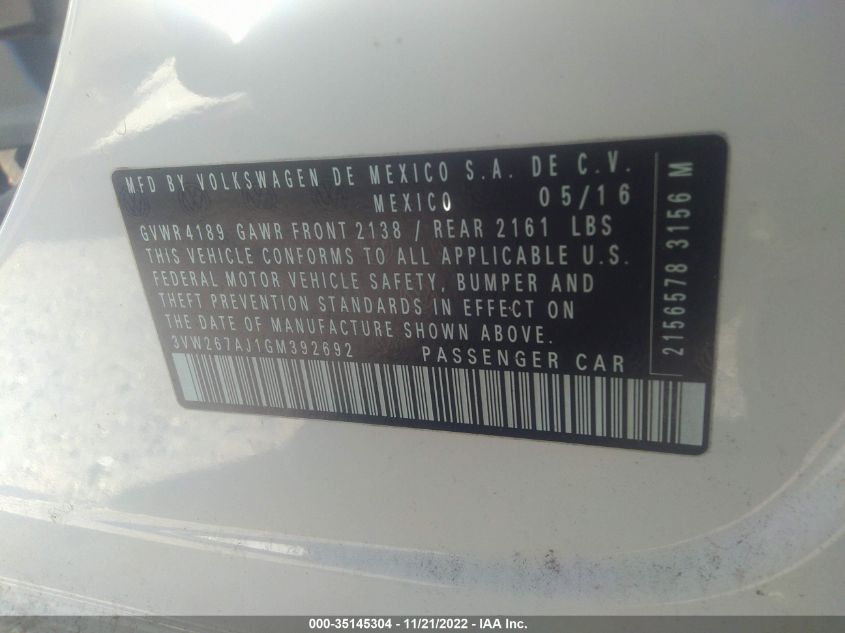 MFD BY VOLKSWAGEN DE MEXICO S.A. DE C.V.
MEXICO 05/16
GVWR 4189 GAWR FRONT 2138 / REAR 2161 LBS
THIS VEHICLE CONFORMS TO ALL APPLICABLE U.S.
FEDERAL MOTOR VEHICLE SAFETY, BUMPER AND
THEFT PREVENTION STANDARDS IN EFFECT ON
THE DATE OF MANUFACTURE SHOWN ABOVE.
3VW267AJ1GM392692 PASSENGER CAR
2156578 3156 M
000-35145304 - 11/21/2022 - IAA Inc.